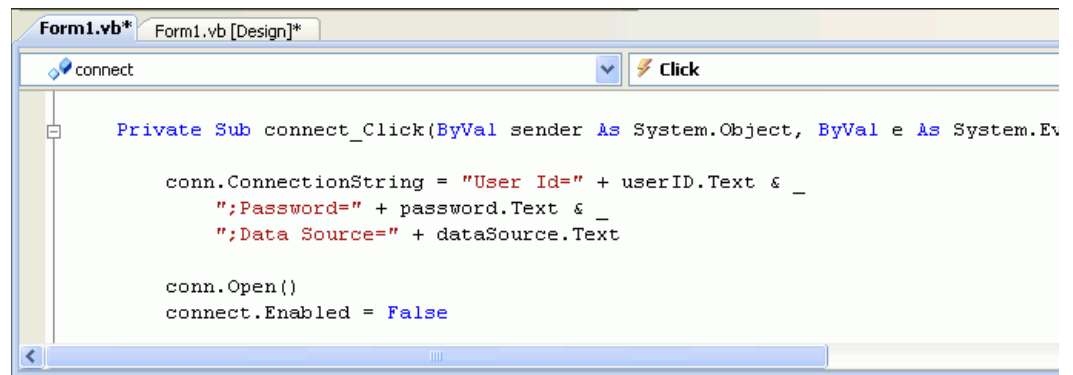 Form1.vb* Form1.vb [Design]*
connect Click
Private Sub connect_Click(ByVal sender As System.Object, ByVal e As System.Ev
conn.ConnectionString = "User Id=" + userID.Text & _
";Password=" + password.Text & _
";Data Source=" + dataSource.Text
conn.Open()
connect.Enabled = False